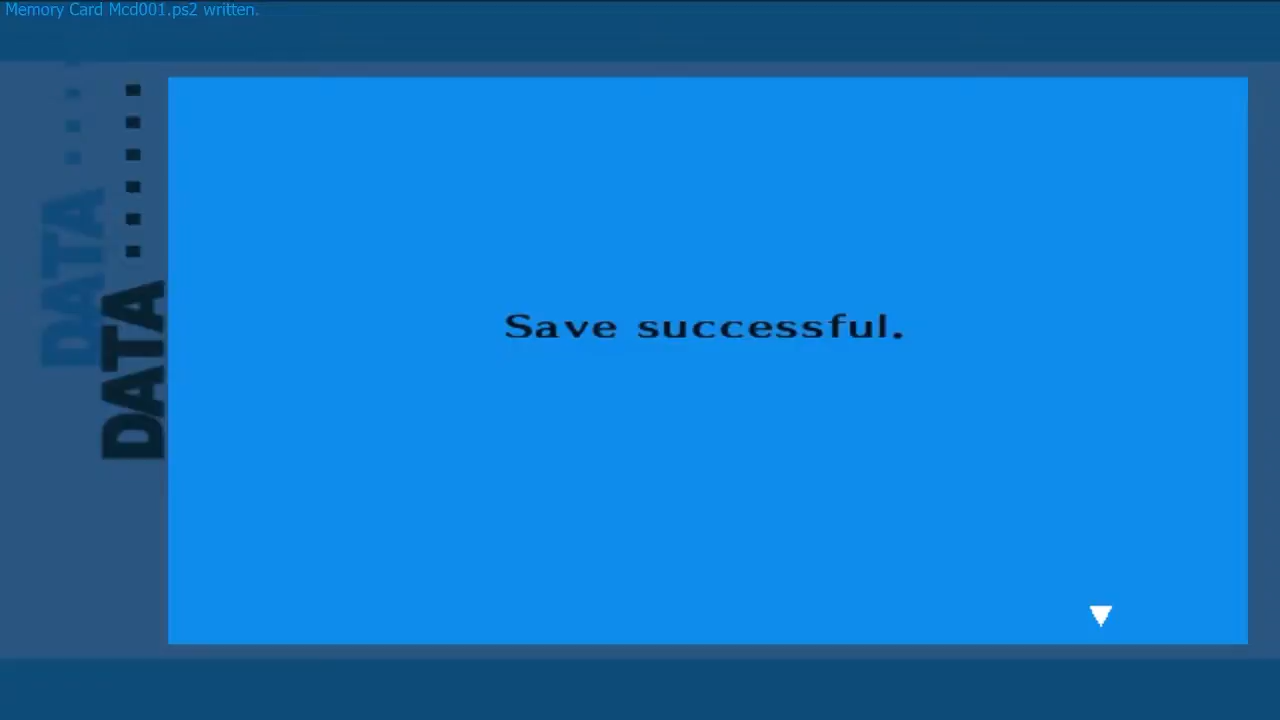 Memory Card Mcd001.ps2 written.
DATA
DATA
Save successful.